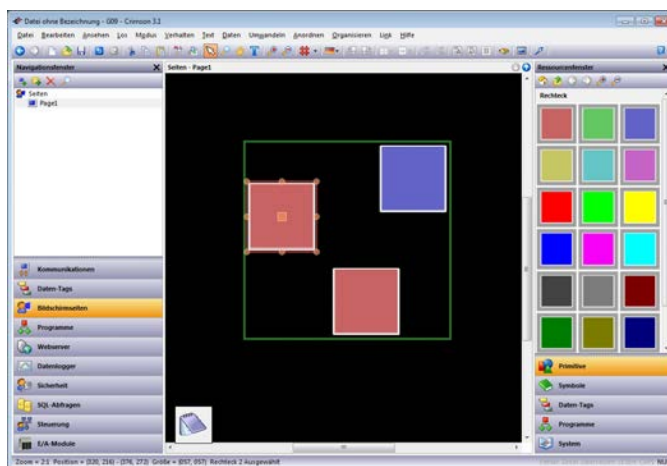 Datei ohne Bezeichnung - G09 - Crimson 3.1
Datei Bearbeiten Ansehen Los Modus Verhalten Text Daten Umwandeln Anordnen Organisieren Link Hilfe
Navigationsfenster
Seiten - Page1
Ressourcenfenster
Seiten
Page1
Rechteck
Kommunikationen
Daten-Tags
Bildschirmseiten
Programme
Webserver
Datenlogger
Sicherheit
SQL-Abfragen
Steuerung
E/A-Module
Primitive
Symbole
Daten-Tags
Programme
System
Zoom = 2:1 Position = (320, 216) - (376, 272) Größe = (057, 057) Rechteck 2 Ausgewählt